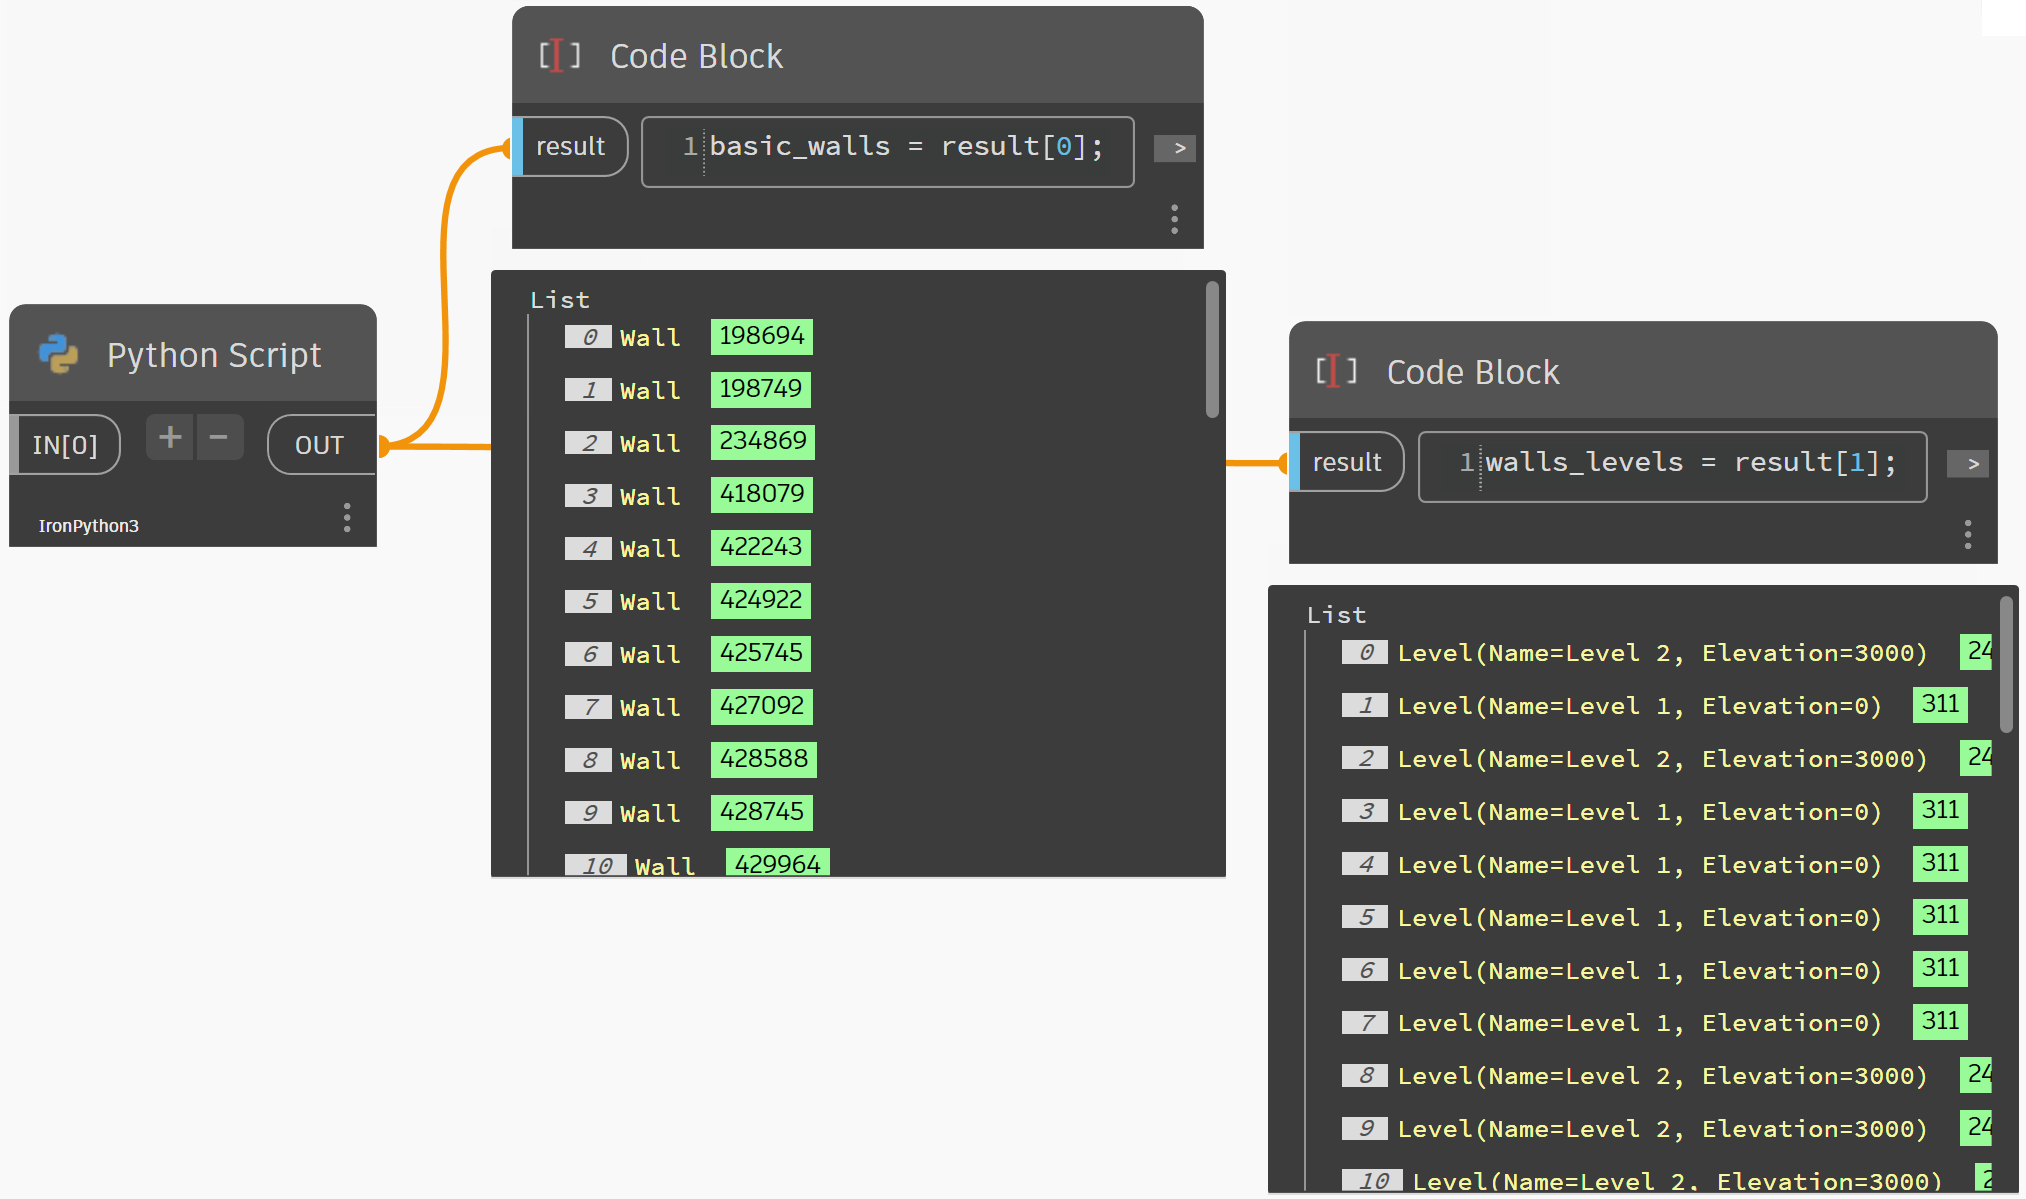 Code Block
result
1 basic_walls = result[0];
>
Python Script
IN[0]
+
−
OUT
IronPython3
List
0 Wall 198694
1 Wall 198749
2 Wall 234869
3 Wall 418079
4 Wall 422243
5 Wall 424922
6 Wall 425745
7 Wall 427092
8 Wall 428588
9 Wall 428745
10 Wall 429964
Code Block
result
1 walls_levels = result[1];
>
List
0 Level(Name=Level 2, Elevation=3000) 24
1 Level(Name=Level 1, Elevation=0) 311
2 Level(Name=Level 2, Elevation=3000) 24
3 Level(Name=Level 1, Elevation=0) 311
4 Level(Name=Level 1, Elevation=0) 311
5 Level(Name=Level 1, Elevation=0) 311
6 Level(Name=Level 1, Elevation=0) 311
7 Level(Name=Level 1, Elevation=0) 311
8 Level(Name=Level 2, Elevation=3000) 24
9 Level(Name=Level 2, Elevation=3000) 24
10 Level(Name=Level 2, Elevation=3000) 2